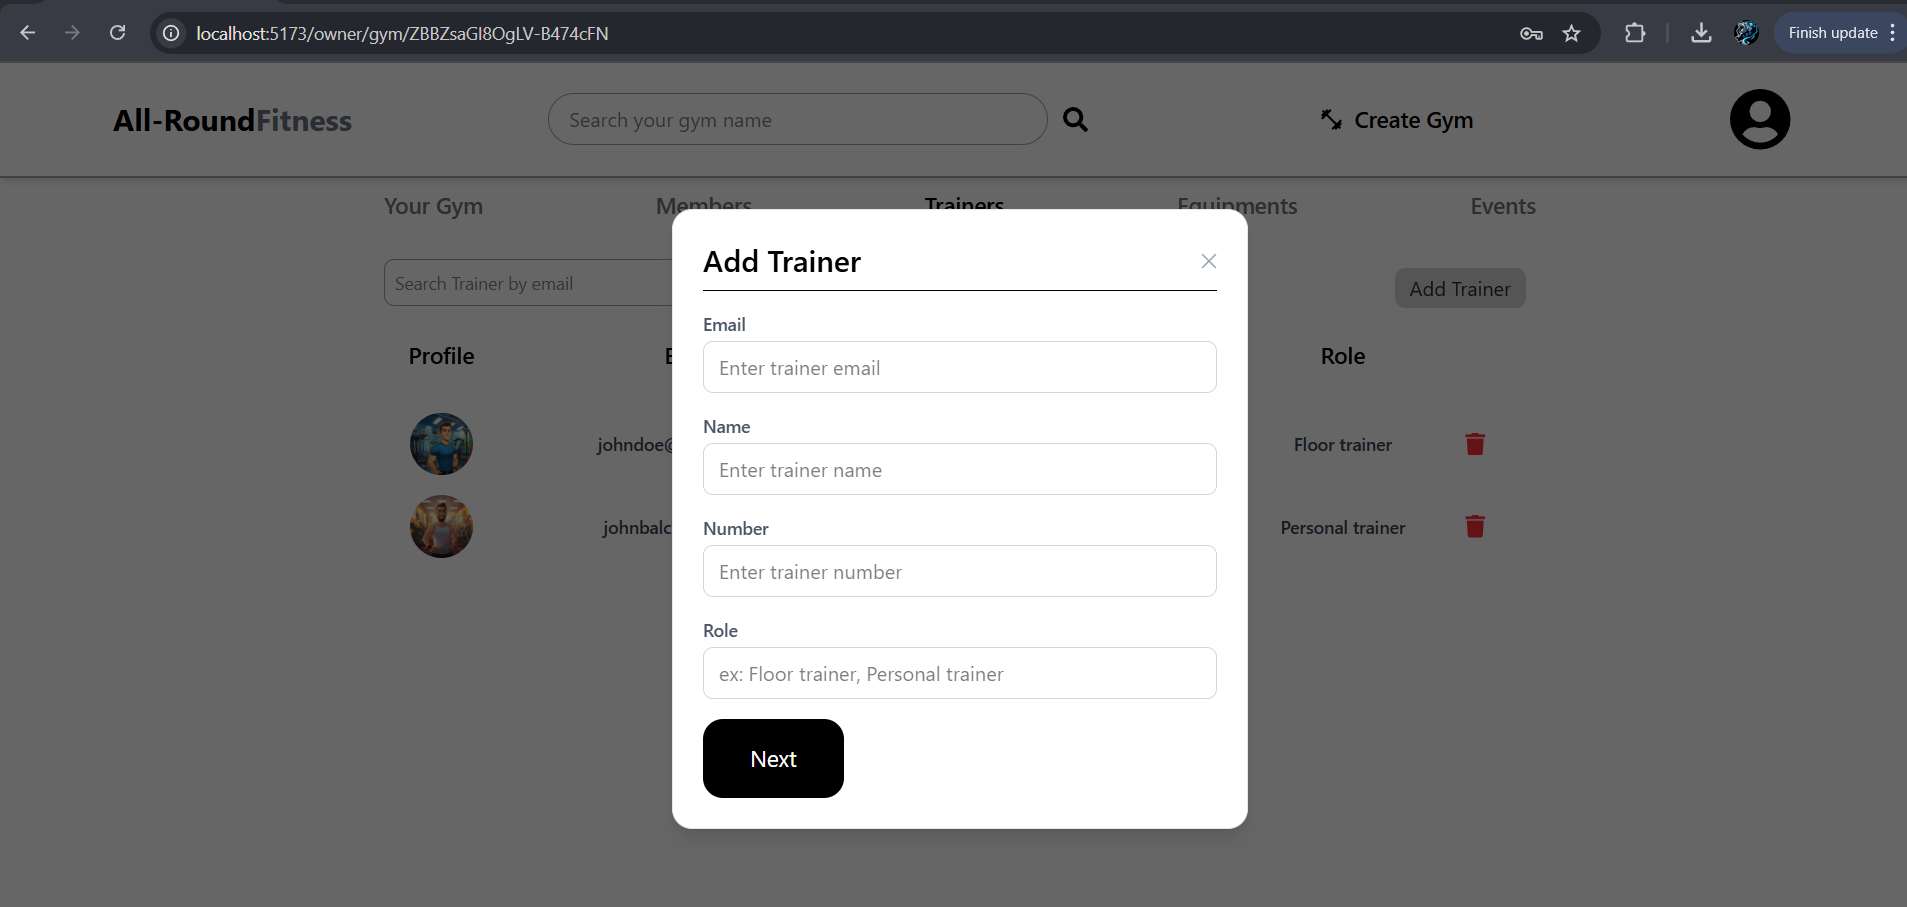 localhost:5173/owner/gym/ZBBZsaGI8OgLV-B474cFN
Finish update
All-RoundFitness
Search your gym name
Create Gym
Your Gym Members Trainers Equipments Events
Add Trainer
Search Trainer by email
Add Trainer
Email
Enter trainer email
Profile E Role
Name
johndoe@ Floor trainer
Enter trainer name
Number
johnbalc Personal trainer
Enter trainer number
Role
ex: Floor trainer, Personal trainer
Next